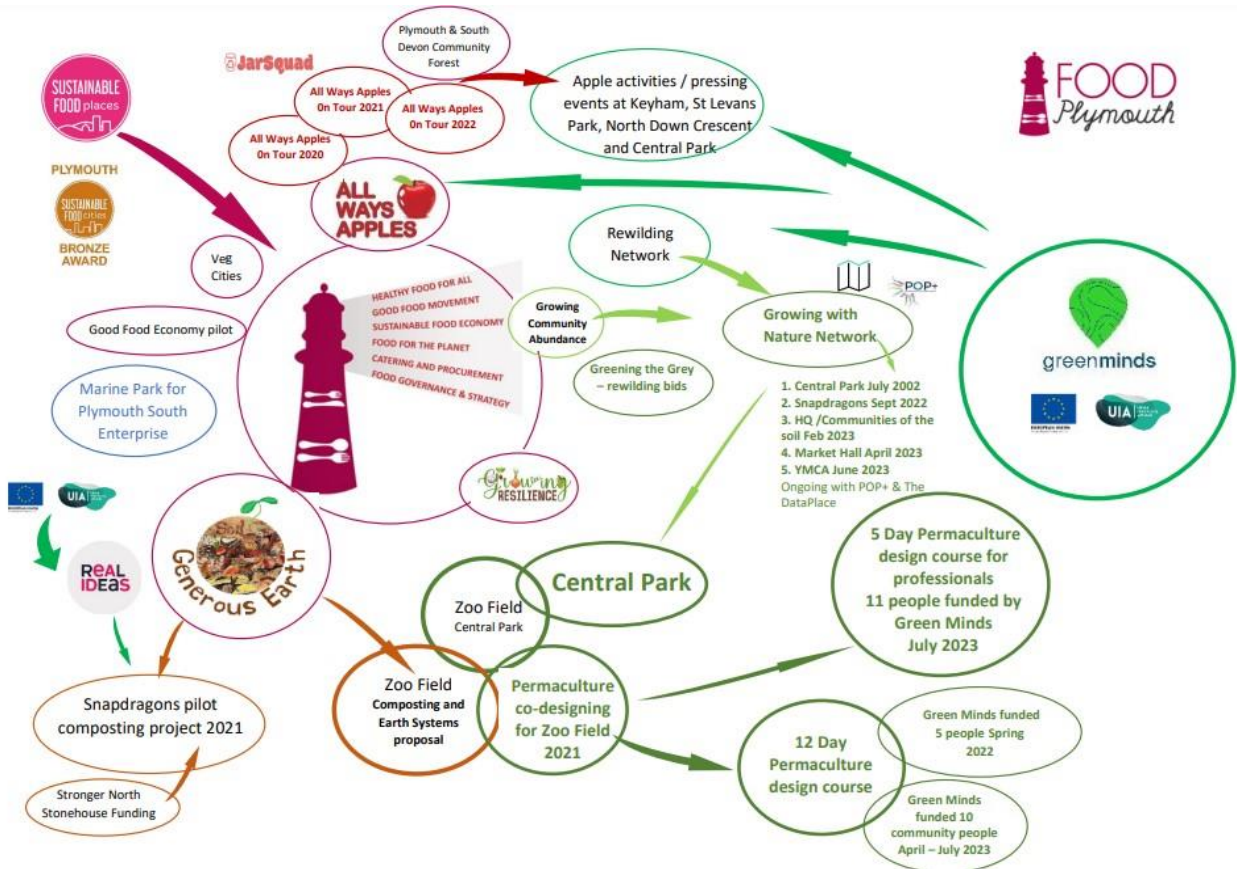 SUSTAINABLE
FOOD places
PLYMOUTH
SUSTAINABLE
FOOD cities
BRONZE
AWARD
JarSquad
Plymouth & South
Devon Community
Forest
All Ways Apples
0n Tour 2021
All Ways Apples
0n Tour 2022
All Ways Apples
0n Tour 2020
Apple activities / pressing
events at Keyham, St Levans
Park, North Down Crescent
and Central Park
FOOD
Plymouth
ALL
WAYS
APPLES
Veg
Cities
Good Food Economy pilot
Marine Park for
Plymouth South
Enterprise
HEALTHY FOOD FOR ALL
GOOD FOOD MOVEMENT
SUSTAINABLE FOOD ECONOMY
FOOD FOR THE PLANET
CATERING AND PROCUREMENT
FOOD GOVERNANCE & STRATEGY
Growing
Community
Abundance
Rewilding
Network
Greening the Grey
– rewilding bids
POP+
Growing with
Nature Network
1. Central Park July 2002
2. Snapdragons Sept 2022
3. HQ /Communities of the
soil Feb 2023
4. Market Hall April 2023
5. YMCA June 2023
Ongoing with POP+ & The
DataPlace
greenminds
UIA
Growing
RESILIENCE
UIA
REAL
IDEAS
Soil
Generous Earth
Snapdragons pilot
composting project 2021
Stronger North
Stonehouse Funding
Central Park
Zoo Field
Central Park
Zoo Field
Composting and
Earth Systems
proposal
Permaculture
co-designing
for Zoo Field
2021
5 Day Permaculture
design course for
professionals
11 people funded by
Green Minds
July 2023
12 Day
Permaculture
design course
Green Minds funded
5 people Spring
2022
Green Minds
funded 10
community people
April – July 2023